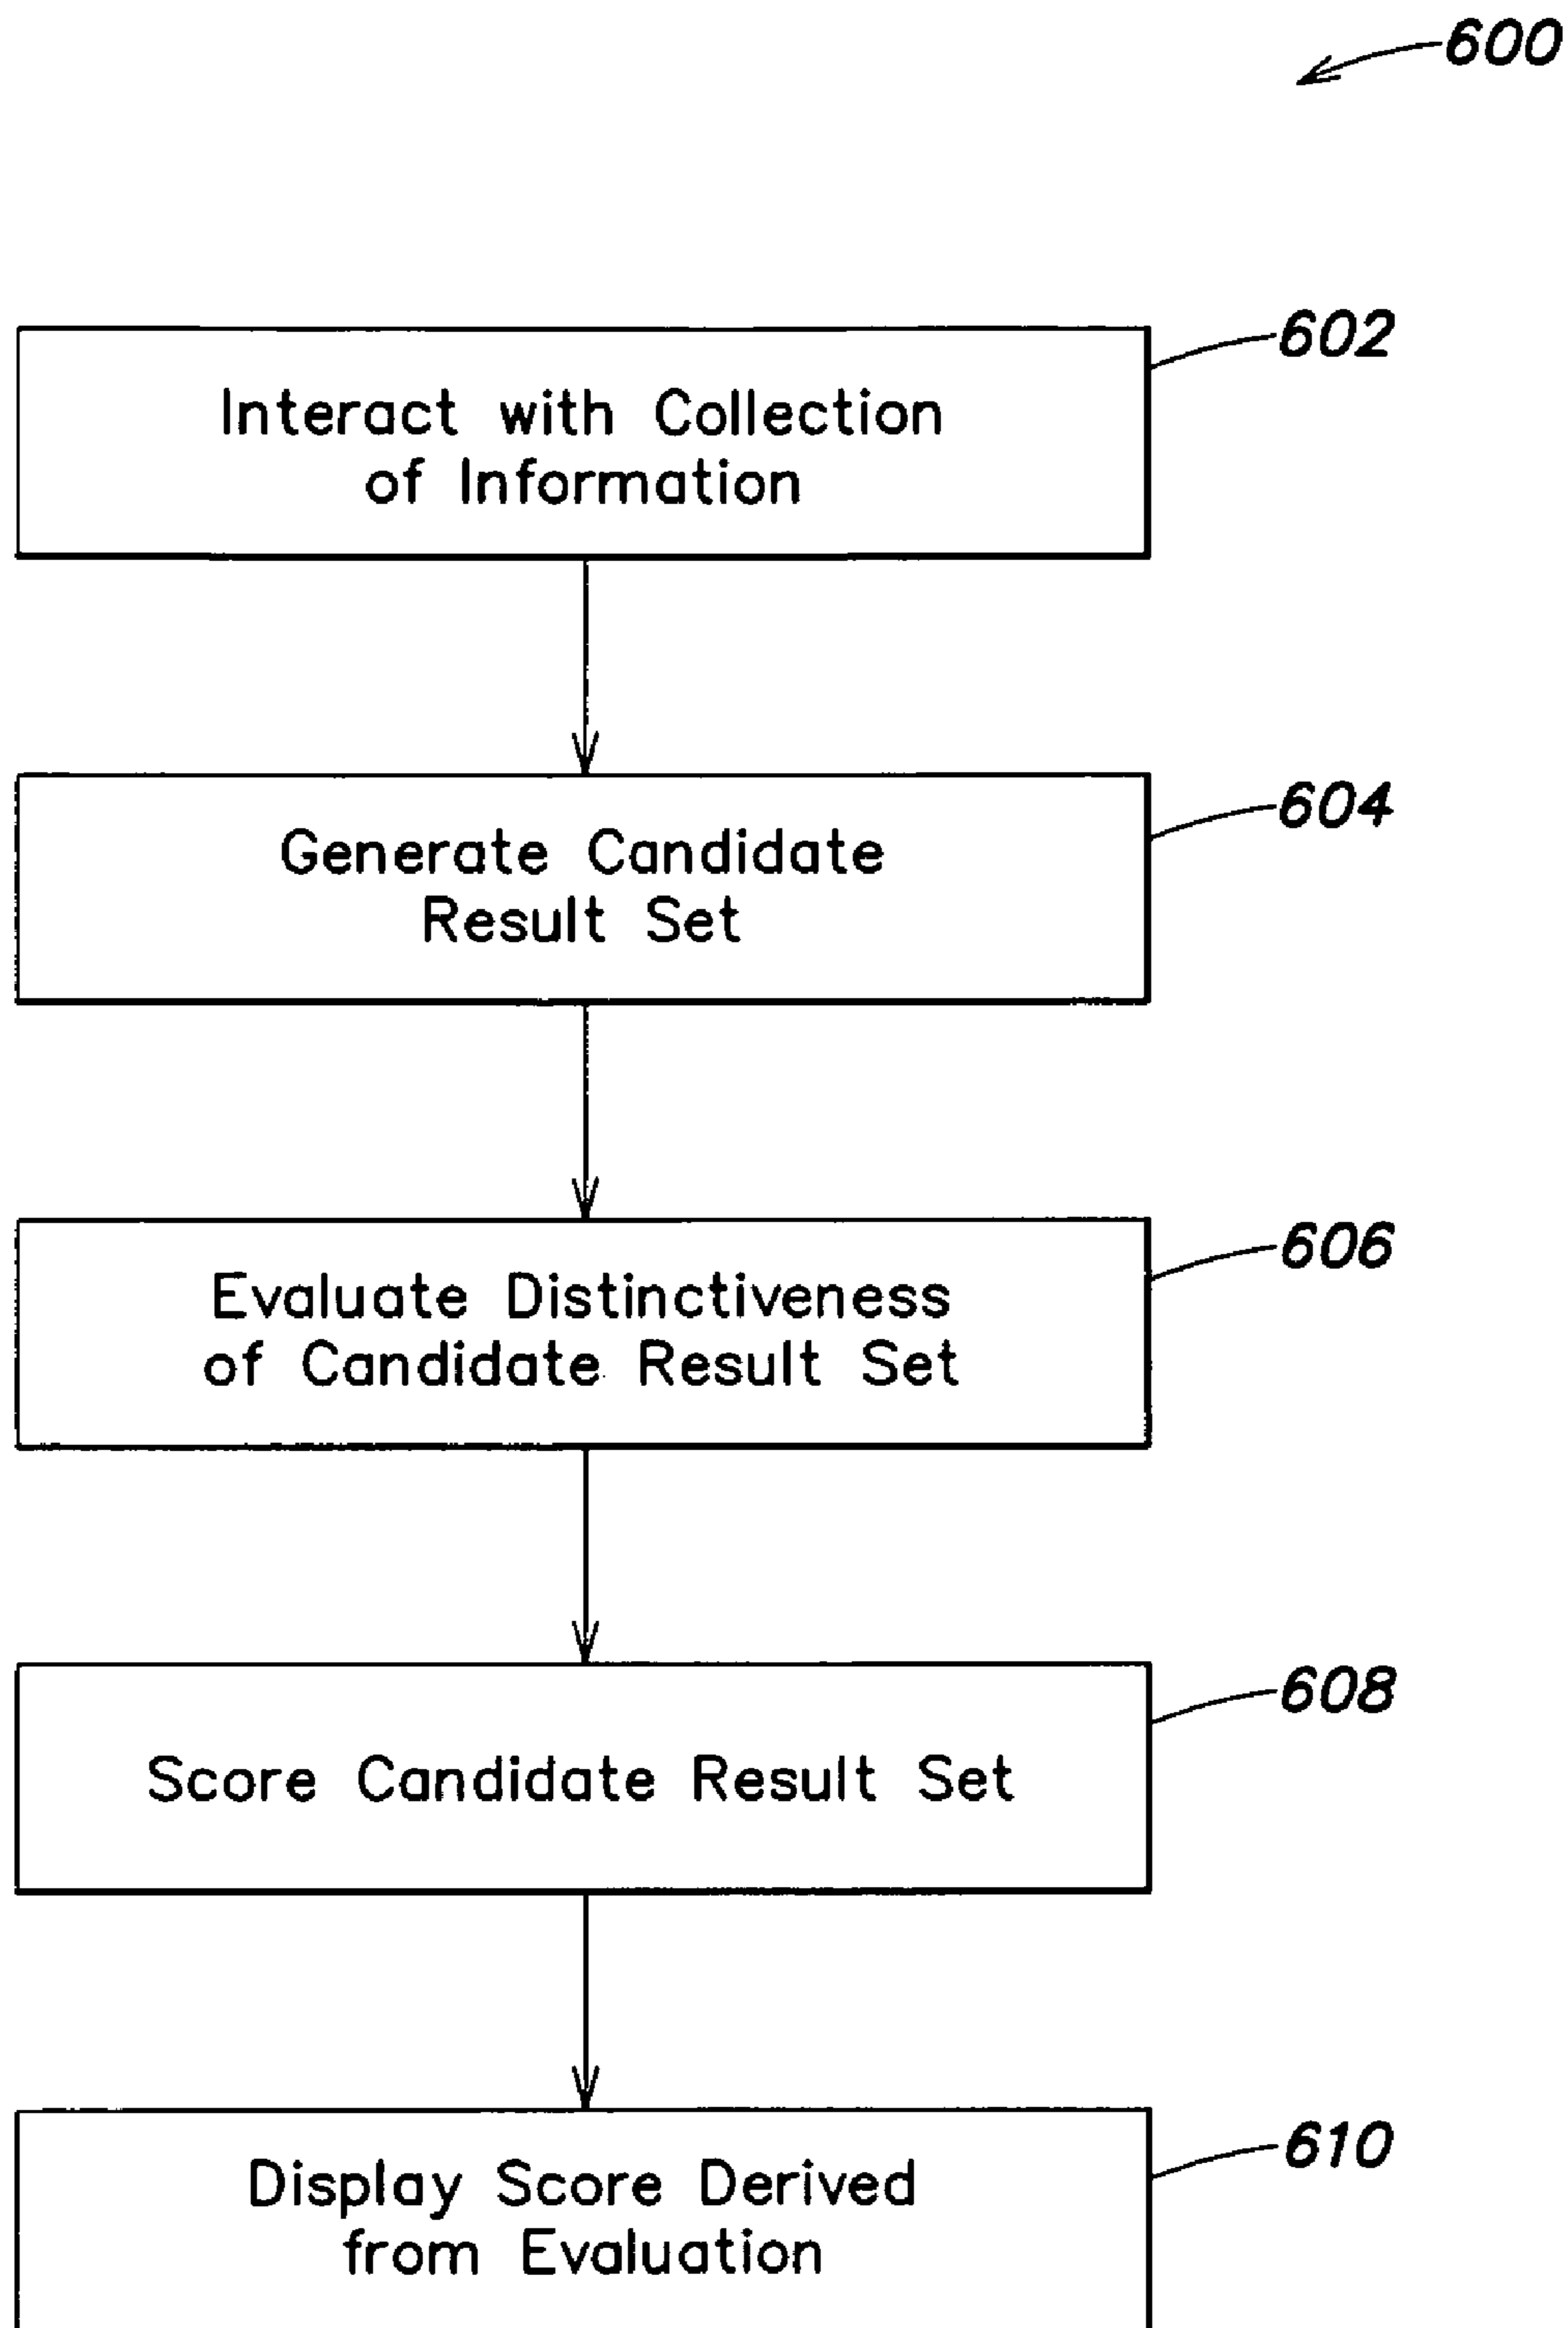 600
602
Interact with Collection
of Information
604
Generate Candidate
Result Set
606
Evaluate Distinctiveness
of Candidate Result Set
608
Score Candidate Result Set
610
Display Score Derived
from Evaluation